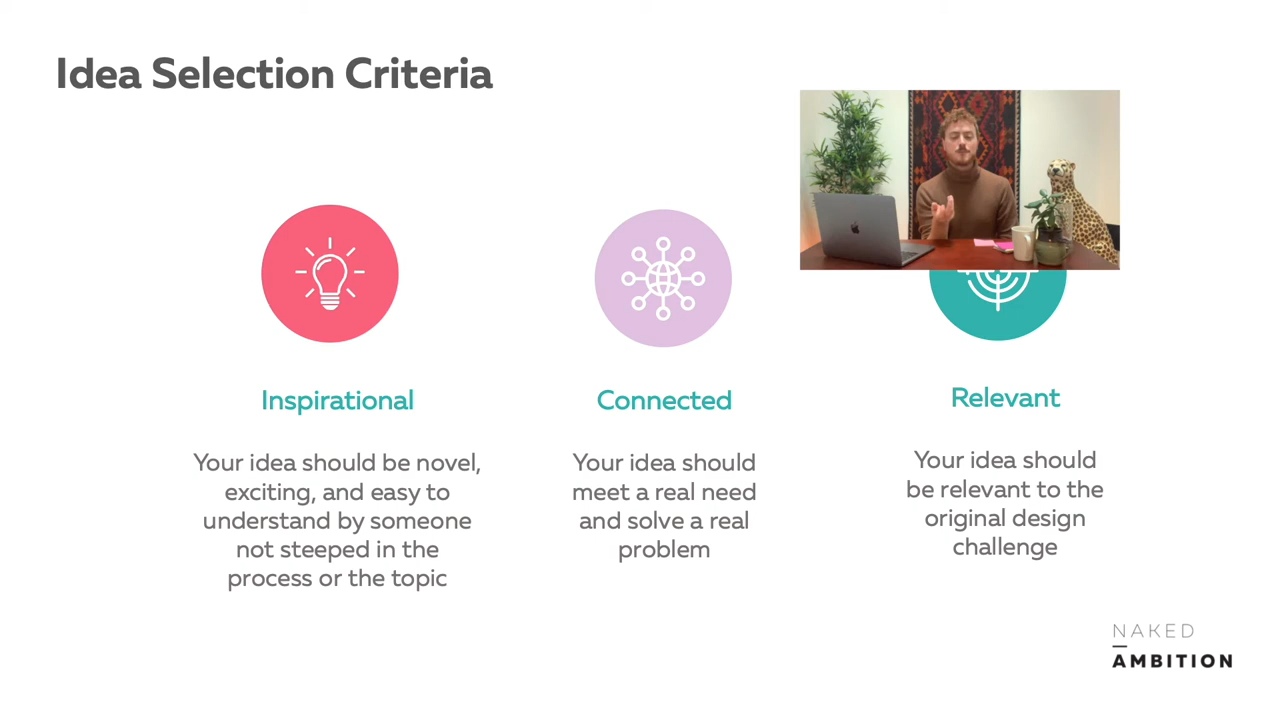 Idea Selection Criteria
Inspirational
Your idea should be novel,
exciting, and easy to
understand by someone
not steeped in the
process or the topic
Connected
Your idea should
meet a real need
and solve a real
problem
Relevant
Your idea should
be relevant to the
original design
challenge
NAKED
AMBITION